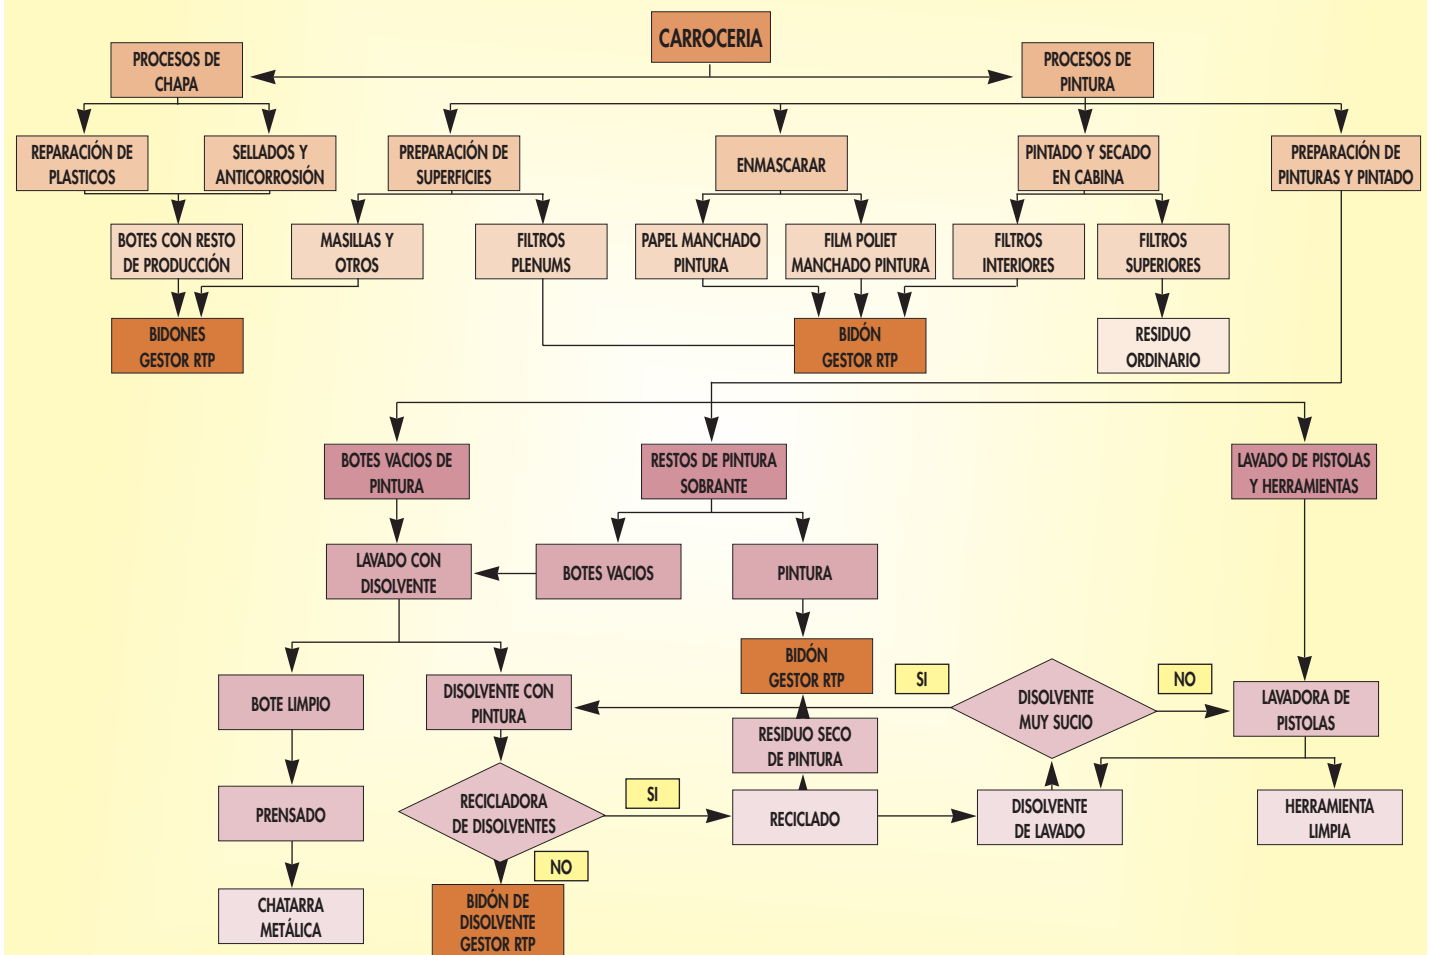 CARROCERIA
PROCESOS DE
CHAPA
PROCESOS DE
PINTURA
REPARACIÓN DE
PLASTICOS
SELLADOS Y
ANTICORROSIÓN
PREPARACIÓN DE
SUPERFICIES
ENMASCARAR
PINTADO Y SECADO
EN CABINA
PREPARACIÓN DE
PINTURAS Y PINTADO
BOTES CON RESTO
DE PRODUCCIÓN
MASILLAS Y
OTROS
FILTROS
PLENUMS
PAPEL MANCHADO
PINTURA
FILM POLIET
MANCHADO PINTURA
FILTROS
INTERIORES
FILTROS
SUPERIORES
BIDONES
GESTOR RTP
BIDÓN
GESTOR RTP
RESIDUO
ORDINARIO
BOTES VACIOS DE
PINTURA
RESTOS DE PINTURA
SOBRANTE
LAVADO DE PISTOLAS
Y HERRAMIENTAS
LAVADO CON
DISOLVENTE
BOTES VACIOS
PINTURA
BIDÓN
GESTOR RTP
SI
NO
BOTE LIMPIO
DISOLVENTE CON
PINTURA
DISOLVENTE
MUY SUCIO
LAVADORA DE
PISTOLAS
RESIDUO SECO
DE PINTURA
PRENSADO
RECICLADORA
DE DISOLVENTES
SI
RECICLADO
DISOLVENTE
DE LAVADO
HERRAMIENTA
LIMPIA
NO
CHATARRA
METÁLICA
BIDÓN DE
DISOLVENTE
GESTOR RTP